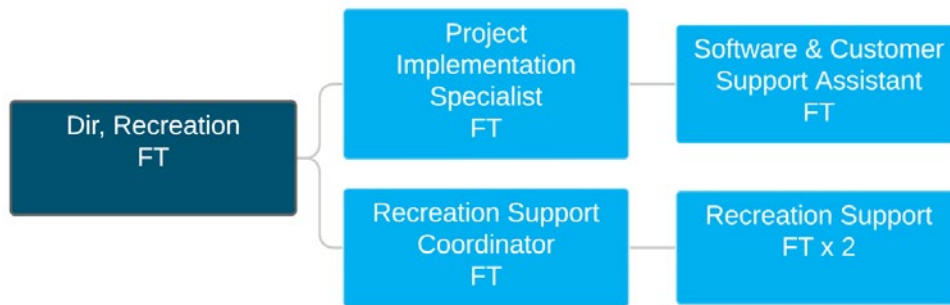 Dir, Recreation
FT
Project
Implementation
Specialist
FT
Software & Customer
Support Assistant
FT
Recreation Support
Coordinator
FT
Recreation Support
FT x 2